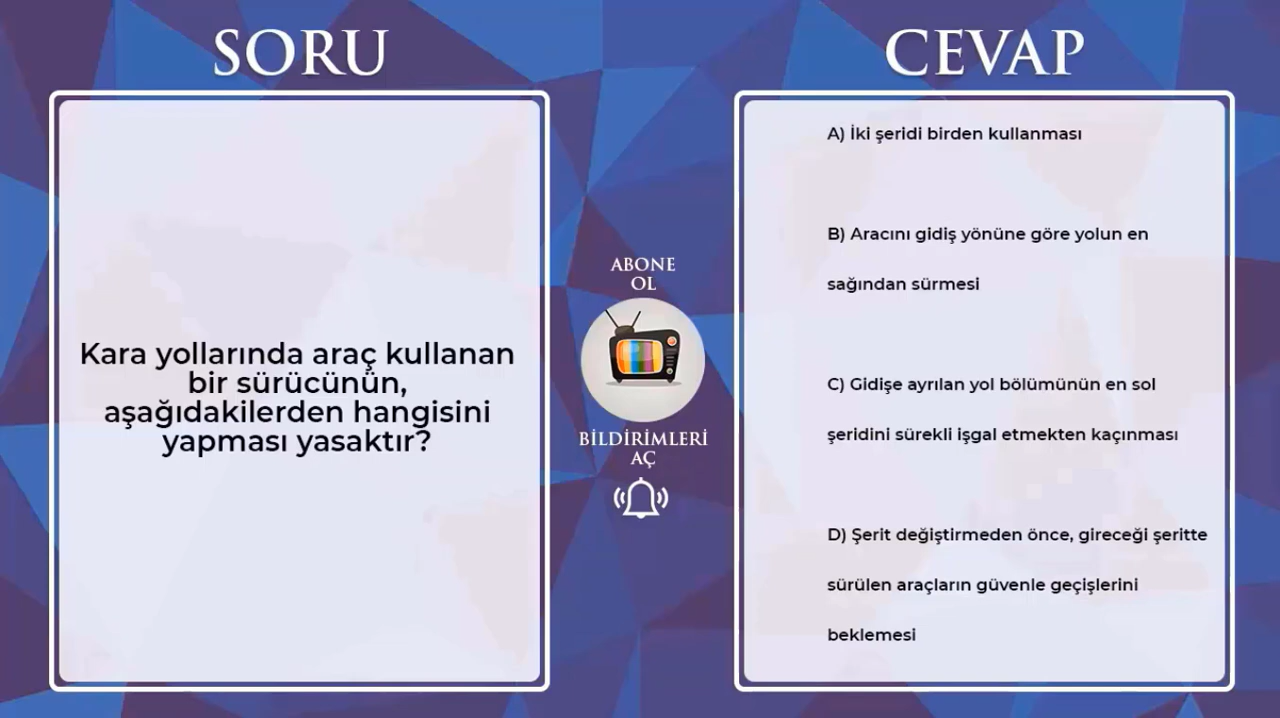 SORU
Kara yollarında araç kullanan
bir sürücünün,
aşağıdakilerden hangisini
yapması yasaktır?
ABONE
OL
BİLDİRİMLERİ
AÇ
CEVAP
A) İki şeridi birden kullanması
B) Aracını gidiş yönüne göre yolun en
sağından sürmesi
C) Gidişe ayrılan yol bölümünün en sol
şeridini sürekli işgal etmekten kaçınması
D) Şerit değiştirmeden önce, gireceği şeritte
sürülen araçların güvenle geçişlerini
beklemesi